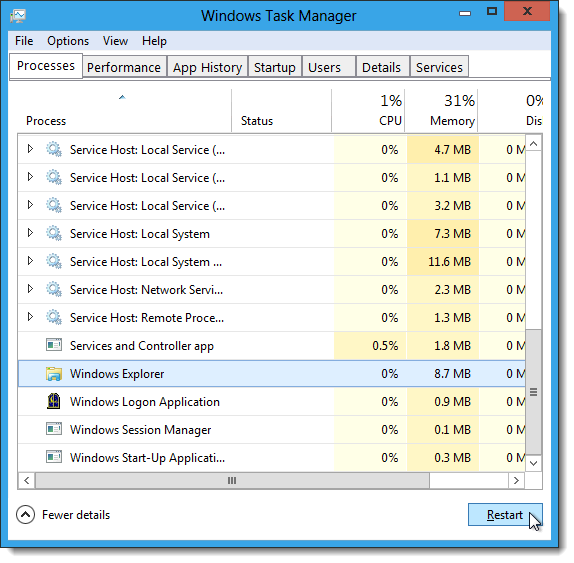 Windows Task Manager
File Options View Help
Processes Performance App History Startup Users Details Services
1% 31% 0%
Process Status CPU Memory Dis
Service Host: Local Service (... 0% 4.7 MB 0 M
Service Host: Local Service (... 0% 1.1 MB 0 M
Service Host: Local Service (... 0% 3.2 MB 0 M
Service Host: Local System 0% 7.3 MB 0 M
Service Host: Local System ... 0% 11.6 MB 0 M
Service Host: Network Servi... 0% 2.3 MB 0 M
Service Host: Remote Proce... 0% 1.3 MB 0 M
Services and Controller app 0.5% 1.8 MB 0 M
Windows Explorer 0% 8.7 MB 0 M
Windows Logon Application 0% 0.9 MB 0 M
Windows Session Manager 0% 0.1 MB 0 M
Windows Start-Up Applicati... 0% 0.3 MB 0 M
Fewer details Restart